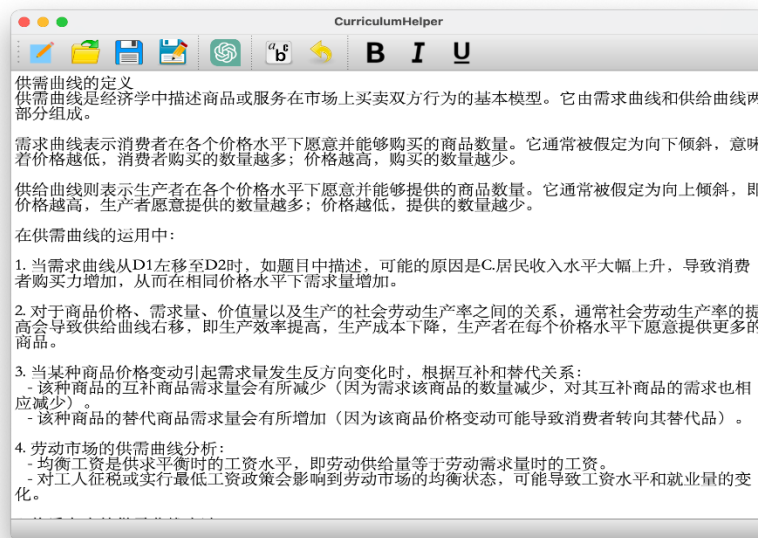 CurriculumHelper
abc
B I U
供需曲线的定义
供需曲线是经济学中描述商品或服务在市场上买卖双方行为的基本模型。它由需求曲线和供给曲线两
部分组成。
需求曲线表示消费者在各个价格水平下愿意并能够购买的商品数量。它通常被假定为向下倾斜，意味
着价格越低，消费者购买的数量越多；价格越高，购买的数量越少。
供给曲线则表示生产者在各个价格水平下愿意并能够提供的商品数量。它通常被假定为向上倾斜，即
价格越高，生产者愿意提供的数量越多；价格越低，提供的数量越少。
在供需曲线的运用中：
1. 当需求曲线从D1左移至D2时，如题目中描述，可能的原因是C.居民收入水平大幅上升，导致消费
者购买力增加，从而在相同价格水平下需求量增加。
2. 对于商品价格、需求量、价值量以及生产的社会劳动生产率之间的关系，通常社会劳动生产率的提
高会导致供给曲线右移，即生产效率提高，生产成本下降，生产者在每个价格水平下愿意提供更多的
商品。
3. 当某种商品价格变动引起需求量发生反方向变化时，根据互补和替代关系：
- 该种商品的互补商品需求量会有所减少（因为需求该商品的数量减少，对其互补商品的需求也相
应减少）。
- 该种商品的替代商品需求量会有所增加（因为该商品价格变动可能导致消费者转向其替代品）。
4. 劳动市场的供需曲线分析：
- 均衡工资是供求平衡时的工资水平，即劳动供给量等于劳动需求量时的工资。
- 对工人征税或实行最低工资政策会影响到劳动市场的均衡状态，可能导致工资水平和就业量的变
化。